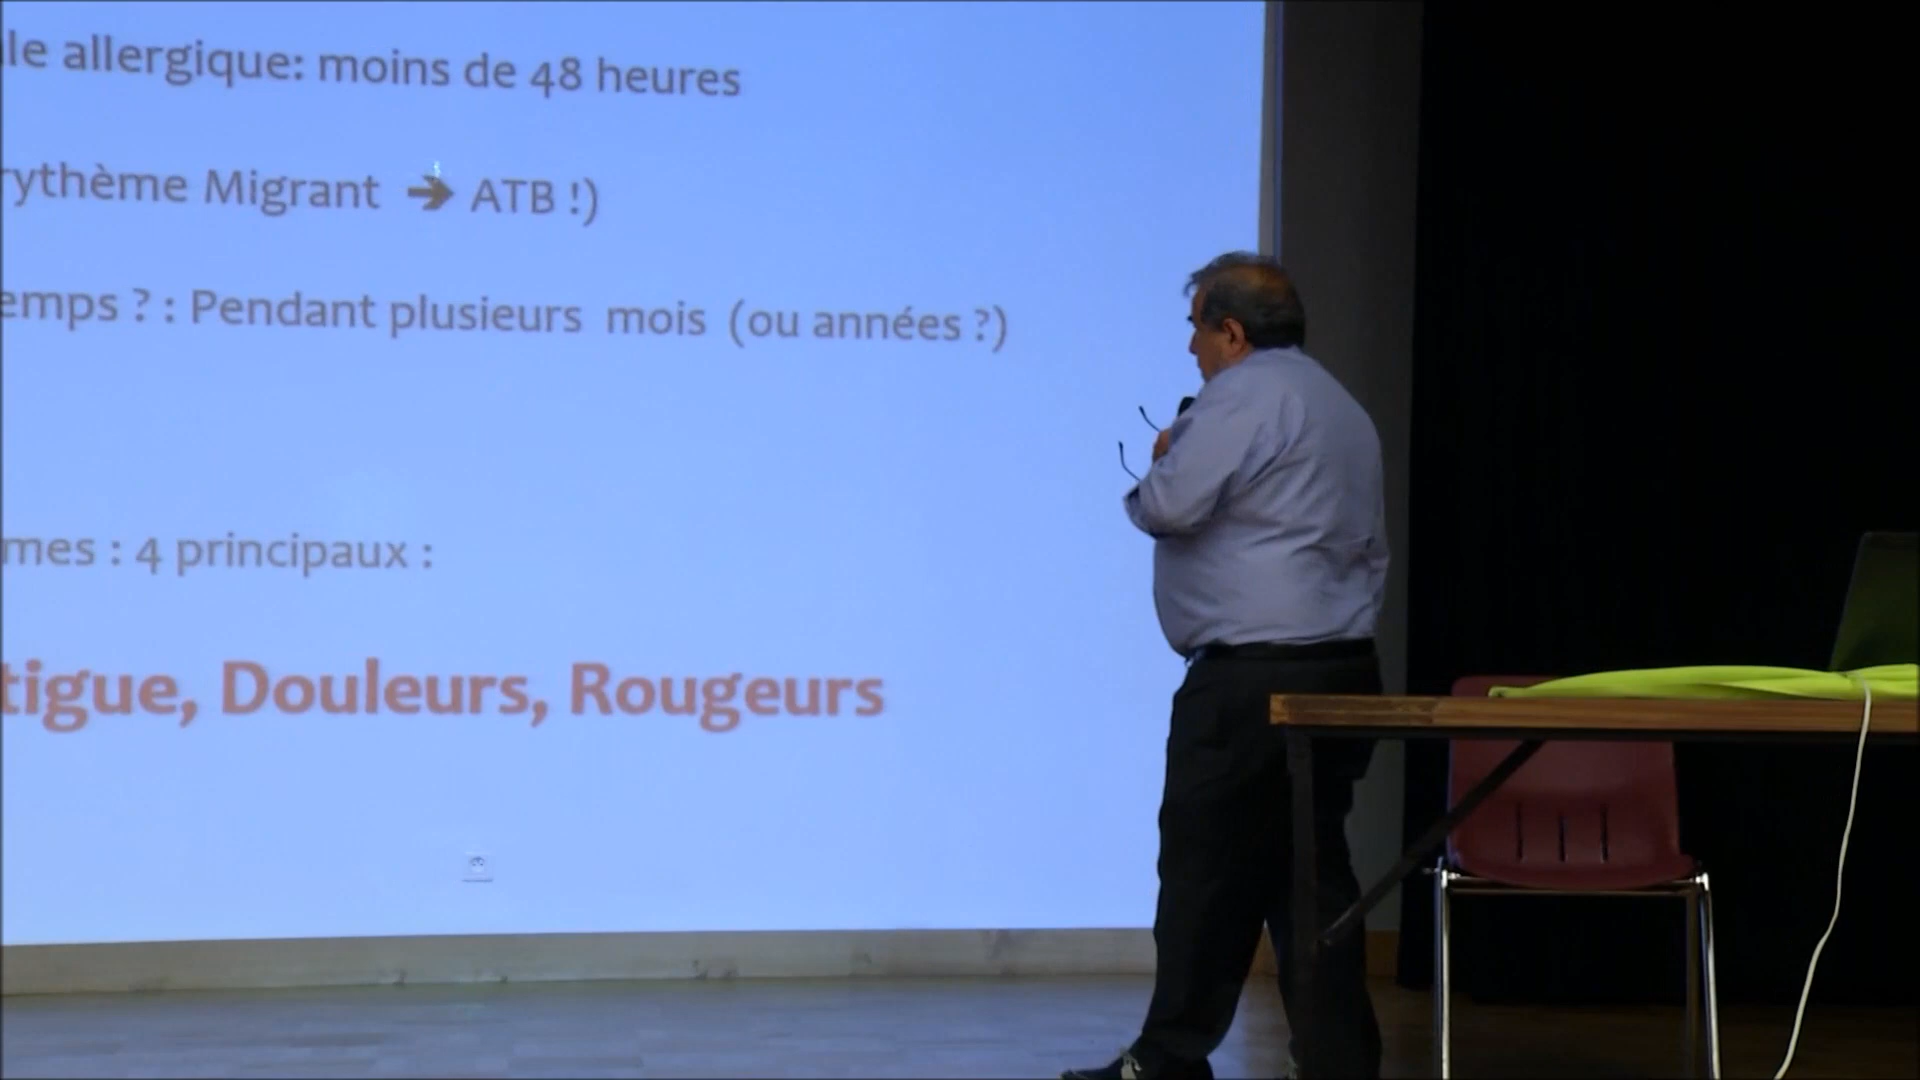 le allergique: moins de 48 heures
rythème Migrant ➔ ATB !)
emps ? : Pendant plusieurs mois (ou années ?)
mes : 4 principaux :
tigue, Douleurs, Rougeurs